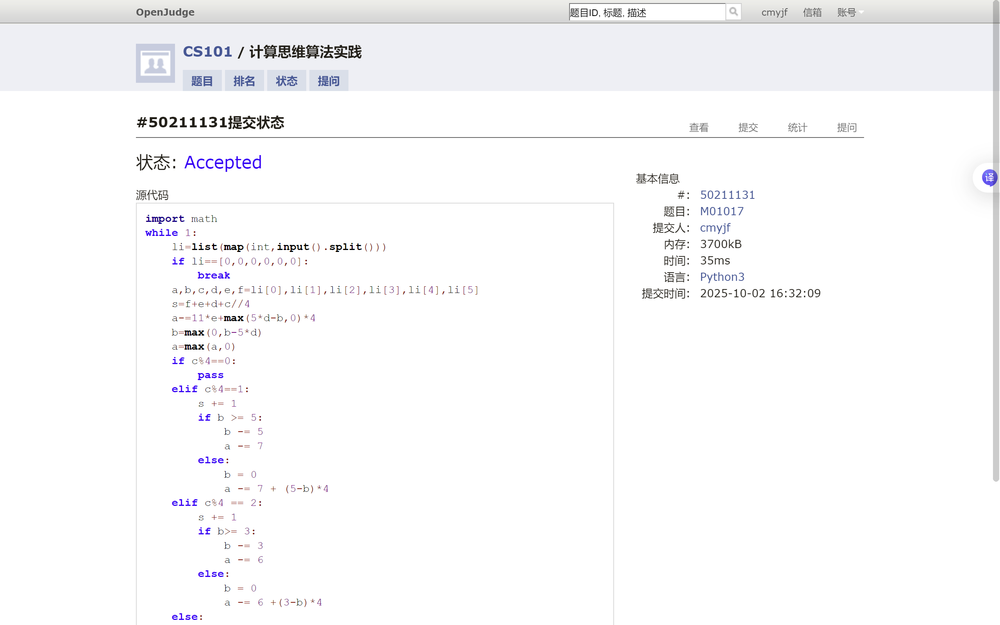 OpenJudge
题目ID, 标题, 描述
cmyjf 信箱 账号
CS101 / 计算思维算法实践
题目 排名 状态 提问
#50211131提交状态
查看 提交 统计 提问
状态: Accepted
源代码
import math
while 1:
    li=list(map(int,input().split()))
    if li==[0,0,0,0,0,0]:
        break
    a,b,c,d,e,f=li[0],li[1],li[2],li[3],li[4],li[5]
    s=f+e+d+c//4
    a-=11*e+max(5*d-b,0)*4
    b=max(0,b-5*d)
    a=max(a,0)
    if c%4==0:
        pass
    elif c%4==1:
        s += 1
        if b >= 5:
            b -= 5
            a -= 7
        else:
            b = 0
            a -= 7 + (5-b)*4
    elif c%4 == 2:
        s += 1
        if b>= 3:
            b -= 3
            a -= 6
        else:
            b = 0
            a -= 6 +(3-b)*4
    else:
基本信息
#: 50211131
题目: M01017
提交人: cmyjf
内存: 3700kB
时间: 35ms
语言: Python3
提交时间: 2025-10-02 16:32:09
译